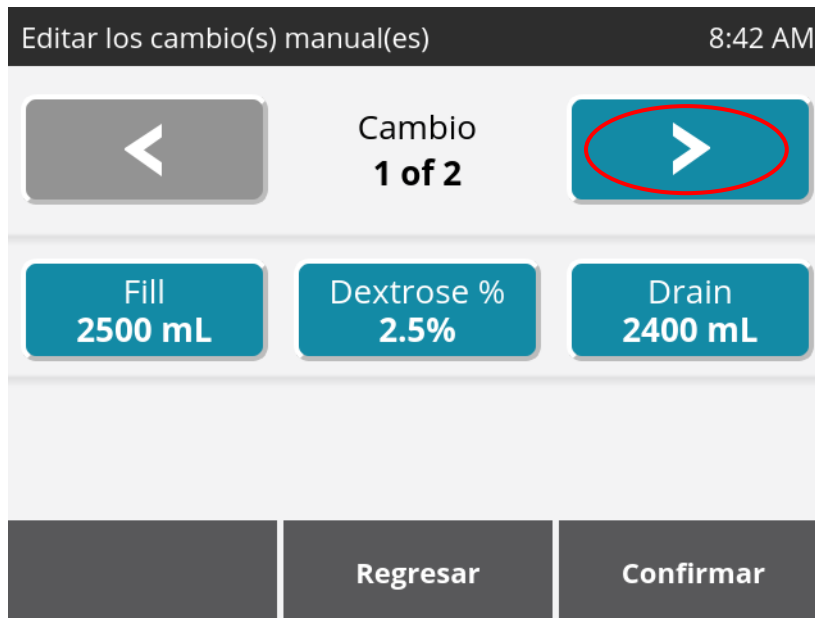 Editar los cambio(s) manual(es) 8:42 AM
Cambio
1 of 2
Fill
2500 mL
Dextrose %
2.5%
Drain
2400 mL
Regresar
Confirmar